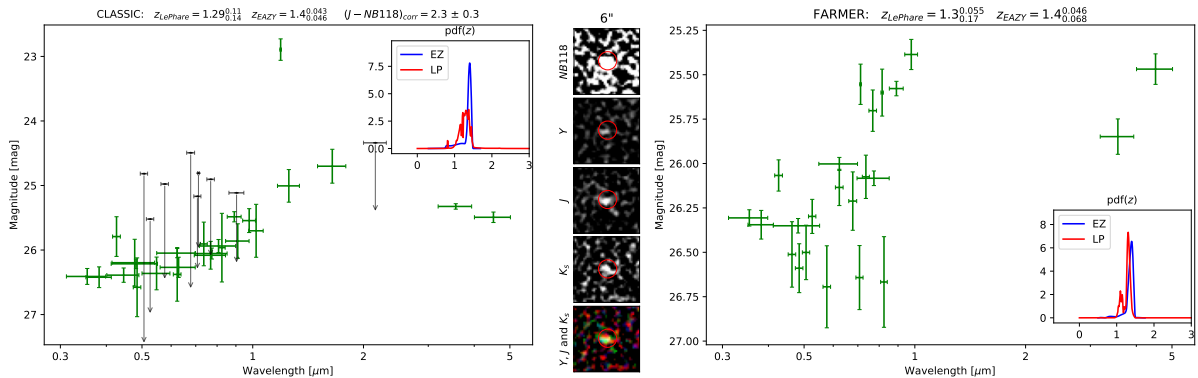 CLASSIC: z_LePhare = 1.29^0.11_0.14 z_EAZY = 1.4^0.043_0.046 (J − NB118)_corr = 2.3 ± 0.3
23
24
25
26
27
Magnitude [mag]
0.3
0.5
1
2
5
Wavelength [μm]
pdf(z)
EZ
LP
7.5
5.0
2.5
0.0
0
1
2
3
6"
NB118
Y
J
K_s
Y, J and K_s
FARMER: z_LePhare = 1.3^0.055_0.17 z_EAZY = 1.4^0.046_0.068
25.25
25.50
25.75
26.00
26.25
26.50
26.75
27.00
Magnitude [mag]
0.3
0.5
1
2
5
Wavelength [μm]
pdf(z)
EZ
LP
8
6
4
2
0
0
1
2
3